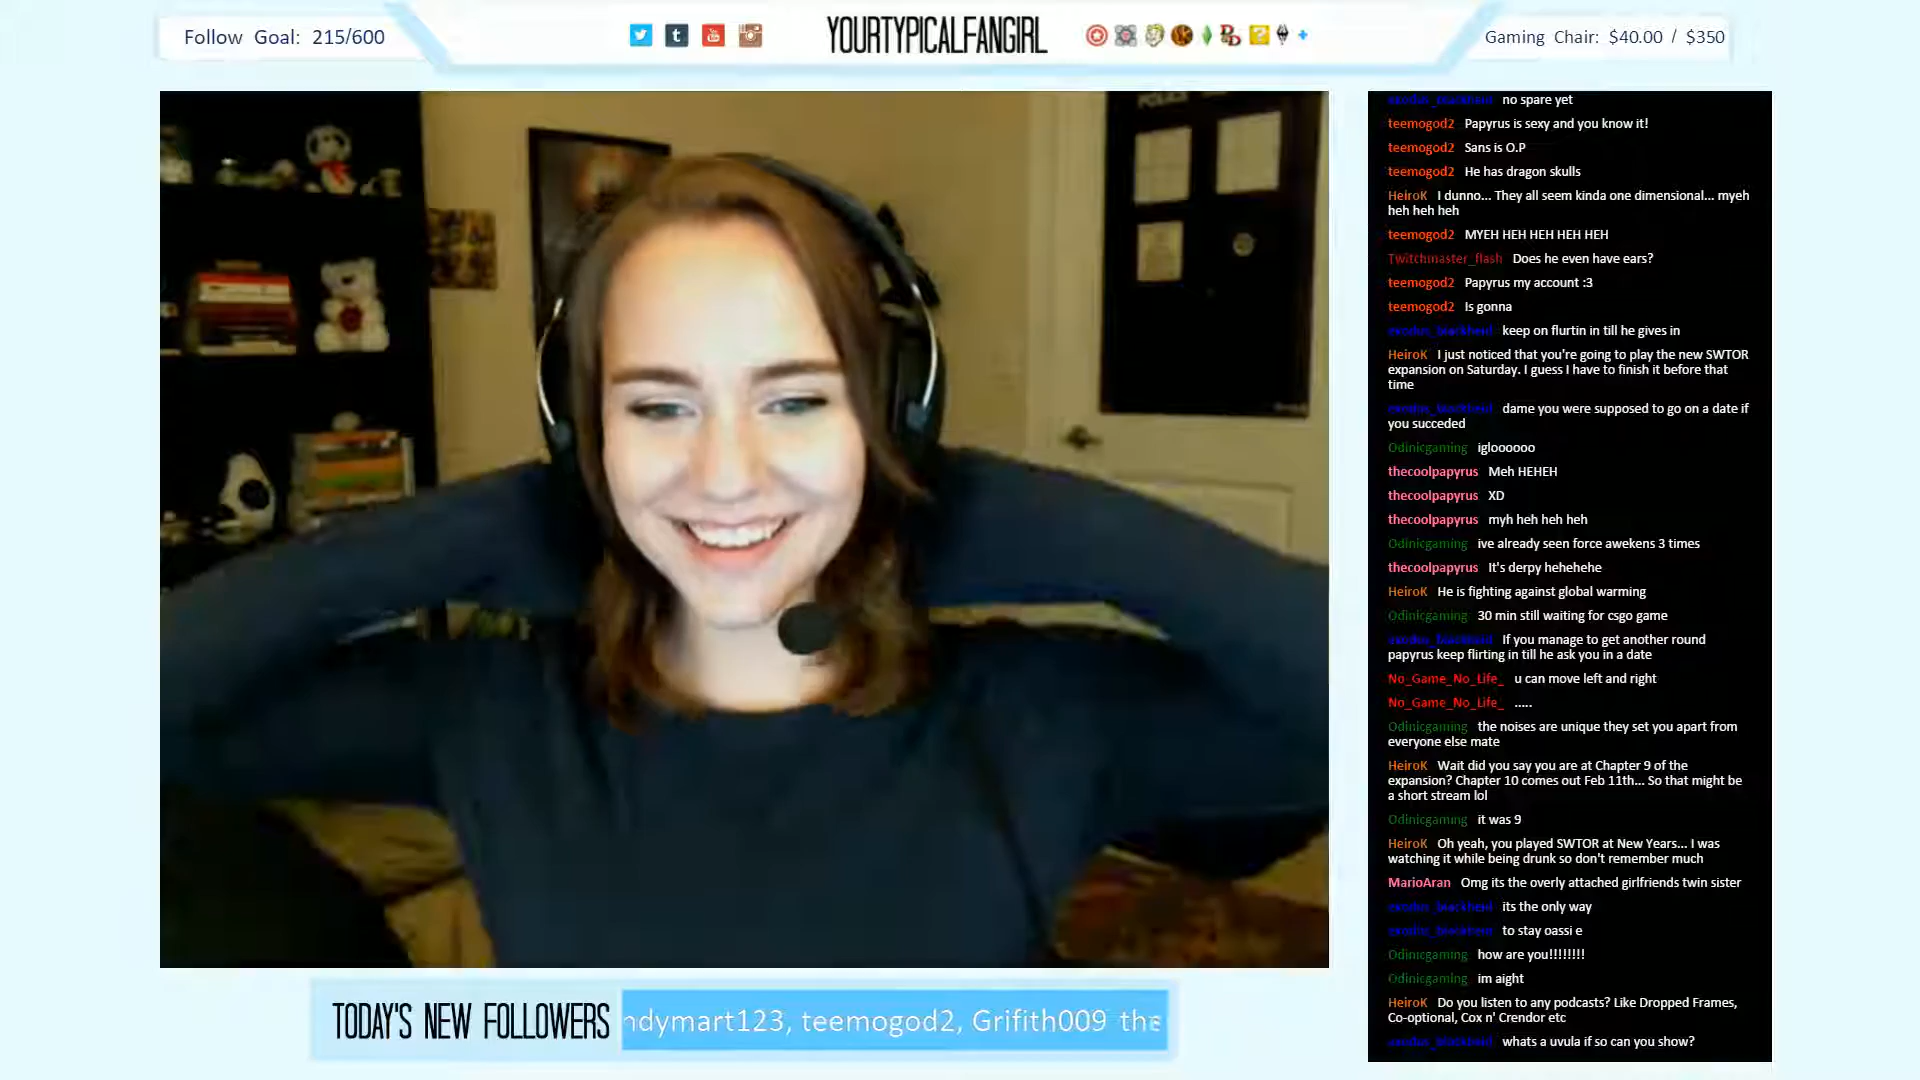 Follow Goal: 215/600
YOURTYPICALFANGIRL
Gaming Chair: $40.00 / $350
POLICE
no spare yet
teemogod2 Papyrus is sexy and you know it!
teemogod2 Sans is O.P
teemogod2 He has dragon skulls
HeiroK I dunno... They all seem kinda one dimensional... myeh
heh heh heh
teemogod2 MYEH HEH HEH HEH HEH
Twitchmaster_flash Does he even have ears?
teemogod2 Papyrus my account :3
teemogod2 Is gonna
keep on flurtin in till he gives in
HeiroK I just noticed that you're going to play the new SWTOR
expansion on Saturday. I guess I have to finish it before that
time
dame you were supposed to go on a date if
you succeded
Odinicgaming igloooooo
thecoolpapyrus Meh HEHEH
thecoolpapyrus XD
thecoolpapyrus myh heh heh heh
Odinicgaming ive already seen force awekens 3 times
thecoolpapyrus It's derpy hehehehe
HeiroK He is fighting against global warming
Odinicgaming 30 min still waiting for csgo game
If you manage to get another round
papyrus keep flirting in till he ask you in a date
No_Game_No_Life_ u can move left and right
No_Game_No_Life_ .....
Odinicgaming the noises are unique they set you apart from
everyone else mate
HeiroK Wait did you say you are at Chapter 9 of the
expansion? Chapter 10 comes out Feb 11th... So that might be
a short stream lol
Odinicgaming it was 9
HeiroK Oh yeah, you played SWTOR at New Years... I was
watching it while being drunk so don't remember much
MarioAran Omg its the overly attached girlfriends twin sister
its the only way
to stay oassi e
Odinicgaming how are you!!!!!!!!
Odinicgaming im aight
HeiroK Do you listen to any podcasts? Like Dropped Frames,
Co-optional, Cox n' Crendor etc
whats a uvula if so can you show?
TODAY'S NEW FOLLOWERS
ndymart123, teemogod2, Grifith009 the